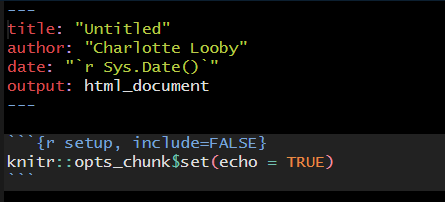 ---
title: "Untitled"
author: "Charlotte Looby"
date: "`r Sys.Date()`"
output: html_document
---
```{r setup, include=FALSE}
knitr::opts_chunk$set(echo = TRUE)
```